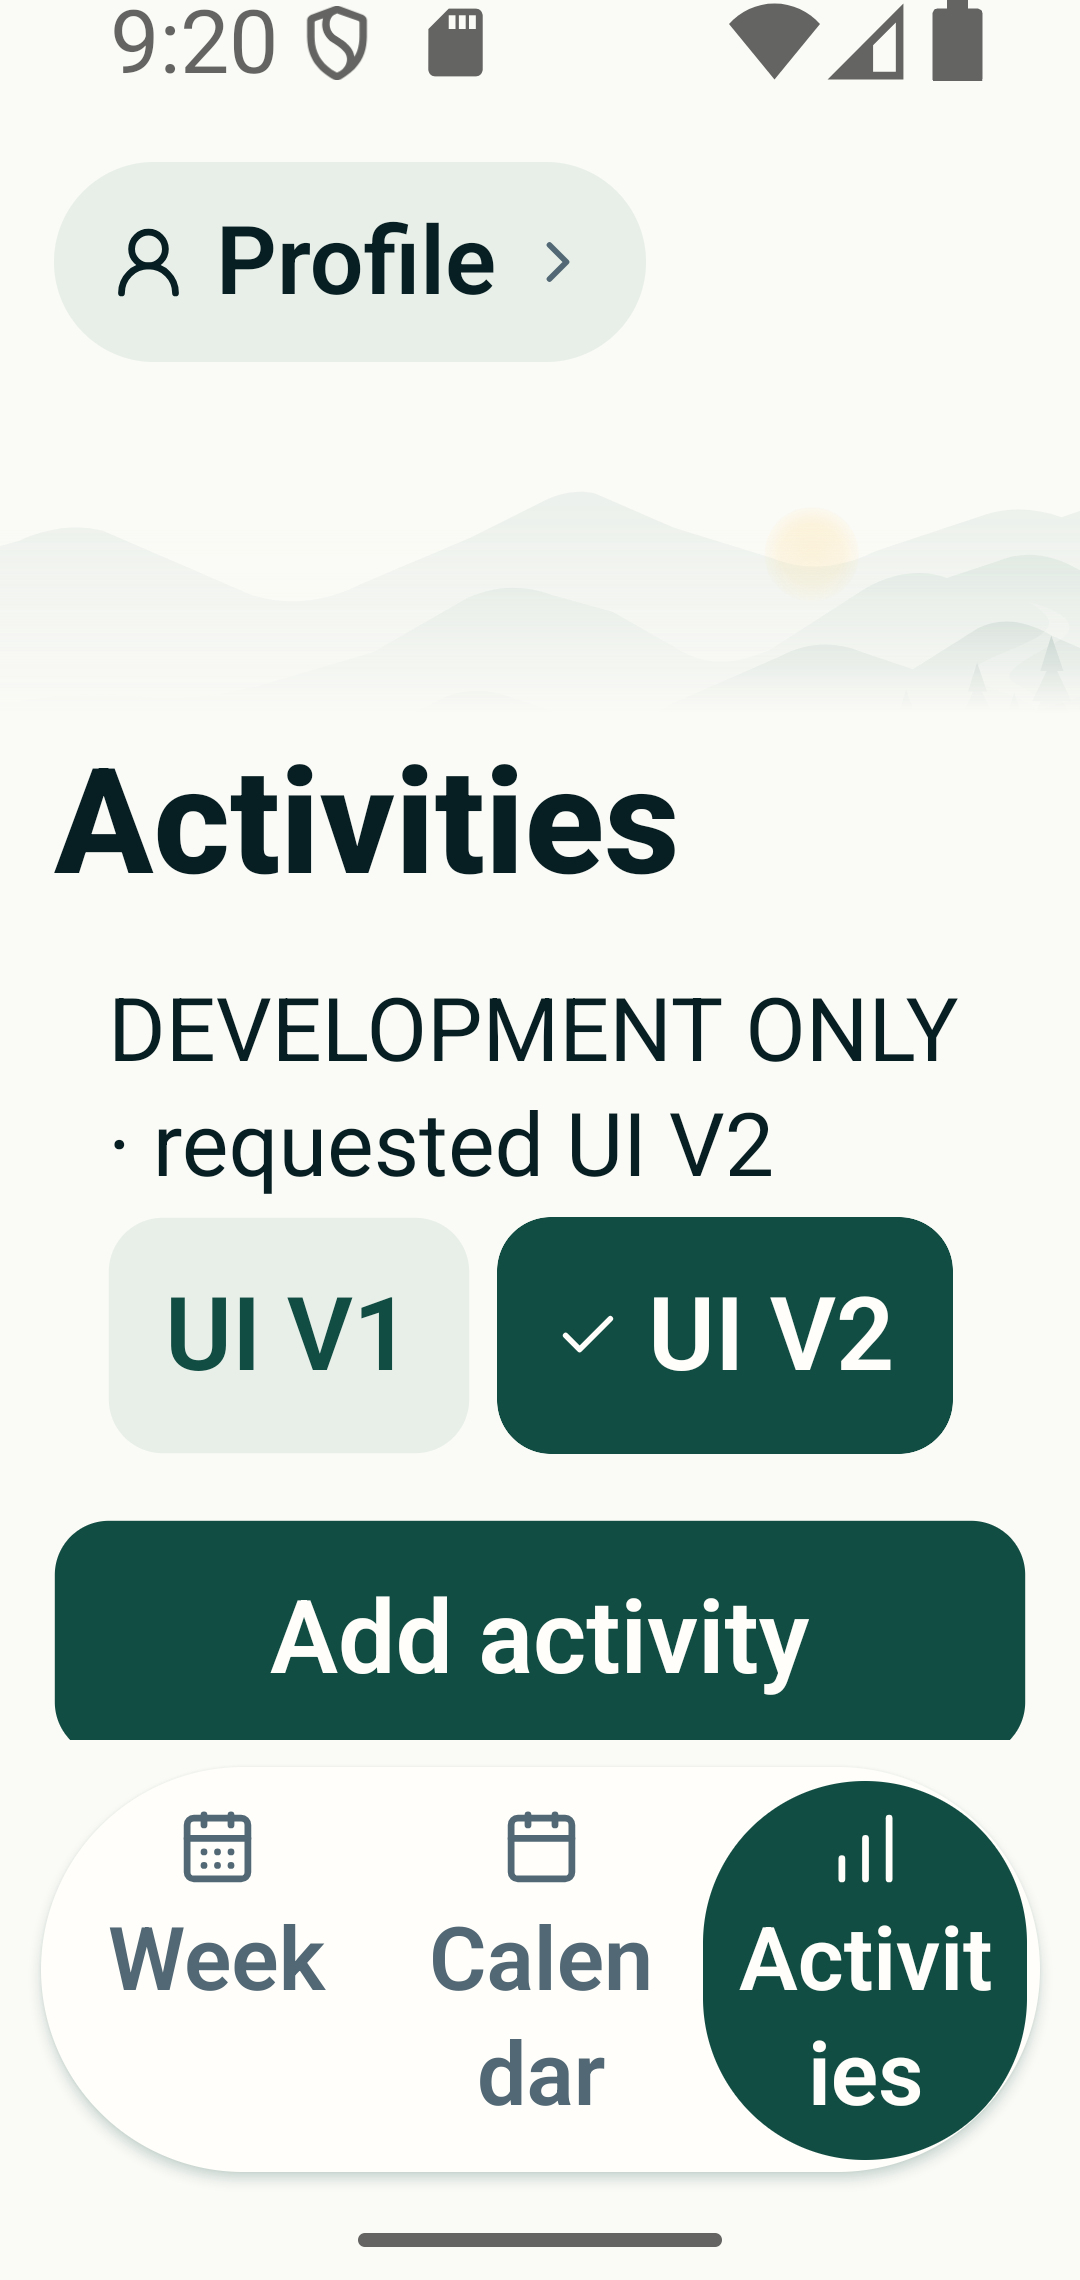 9:20
Profile
Activities
DEVELOPMENT ONLY
· requested UI V2
UI V1
UI V2
Add activity
Week
Calen
dar
Activit
ies